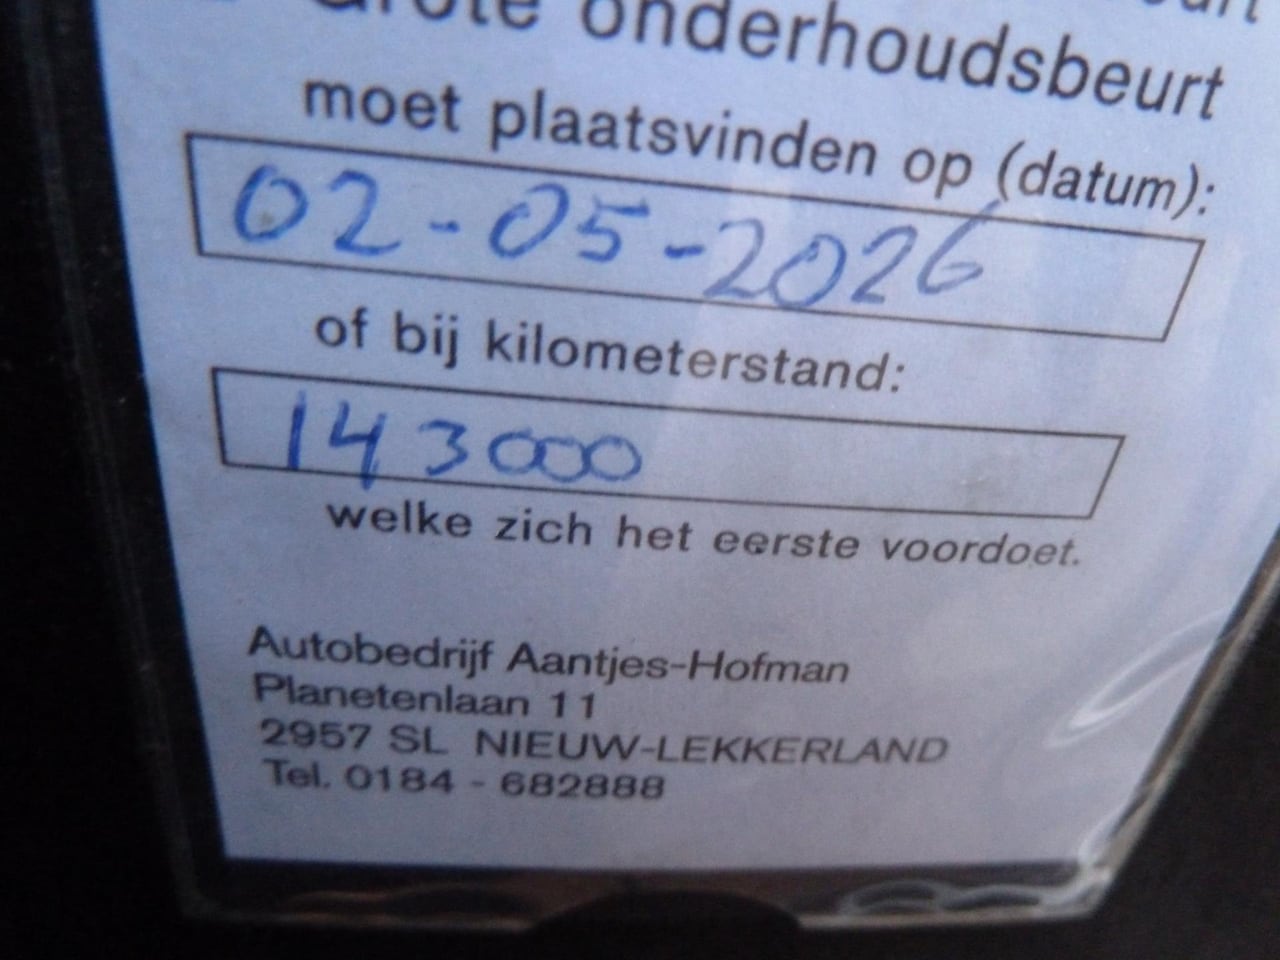 Grote onderhoudsbeurt
moet plaatsvinden op (datum):
02-05-2026
of bij kilometerstand:
143000
welke zich het eerste voordoet.
Autobedrijf Aantjes-Hofman
Planetenlaan 11
2957 SL NIEUW-LEKKERLAND
Tel. 0184 - 682888